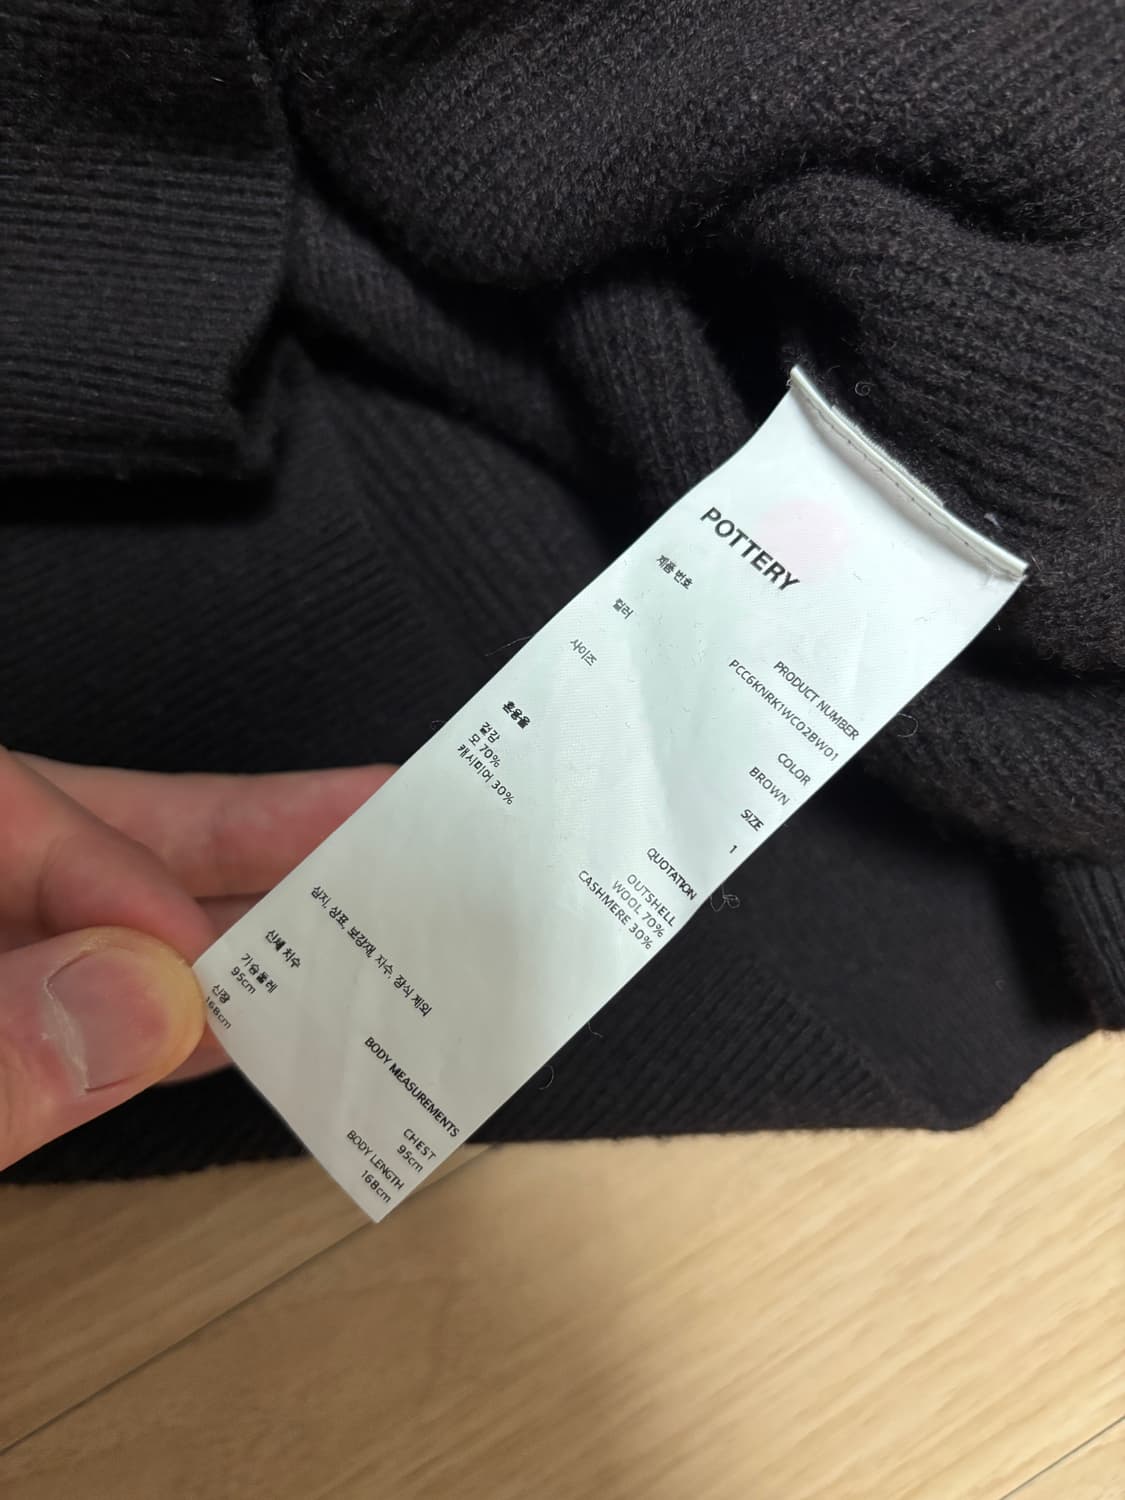 POTTERY
제품 번호
PRODUCT NUMBER
PCC6KNRK1WC02BW01
컬러
COLOR
BROWN
사이즈
SIZE
1
혼용율
QUOTATION
겉감
모 70%
캐시미어 30%
OUTSHELL
WOOL 70%
CASHMERE 30%
심지, 상표, 보강재, 자수, 장식 제외
신체 치수
가슴둘레
95cm
신장
168cm
BODY MEASUREMENTS
CHEST
95cm
BODY LENGTH
168cm